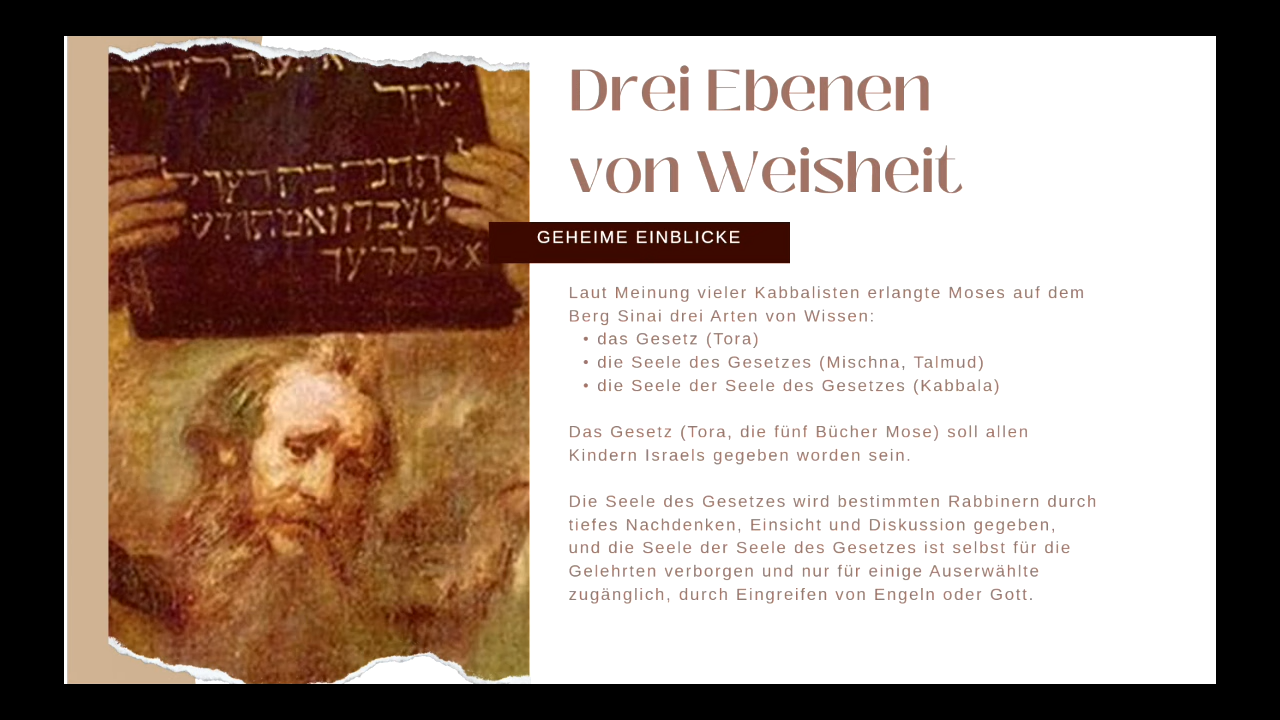 Drei Ebenen
von Weisheit
GEHEIME EINBLICKE
Laut Meinung vieler Kabbalisten erlangte Moses auf dem
Berg Sinai drei Arten von Wissen:
• das Gesetz (Tora)
• die Seele des Gesetzes (Mischna, Talmud)
• die Seele der Seele des Gesetzes (Kabbala)
Das Gesetz (Tora, die fünf Bücher Mose) soll allen
Kindern Israels gegeben worden sein.
Die Seele des Gesetzes wird bestimmten Rabbinern durch
tiefes Nachdenken, Einsicht und Diskussion gegeben,
und die Seele der Seele des Gesetzes ist selbst für die
Gelehrten verborgen und nur für einige Auserwählte
zugänglich, durch Eingreifen von Engeln oder Gott.